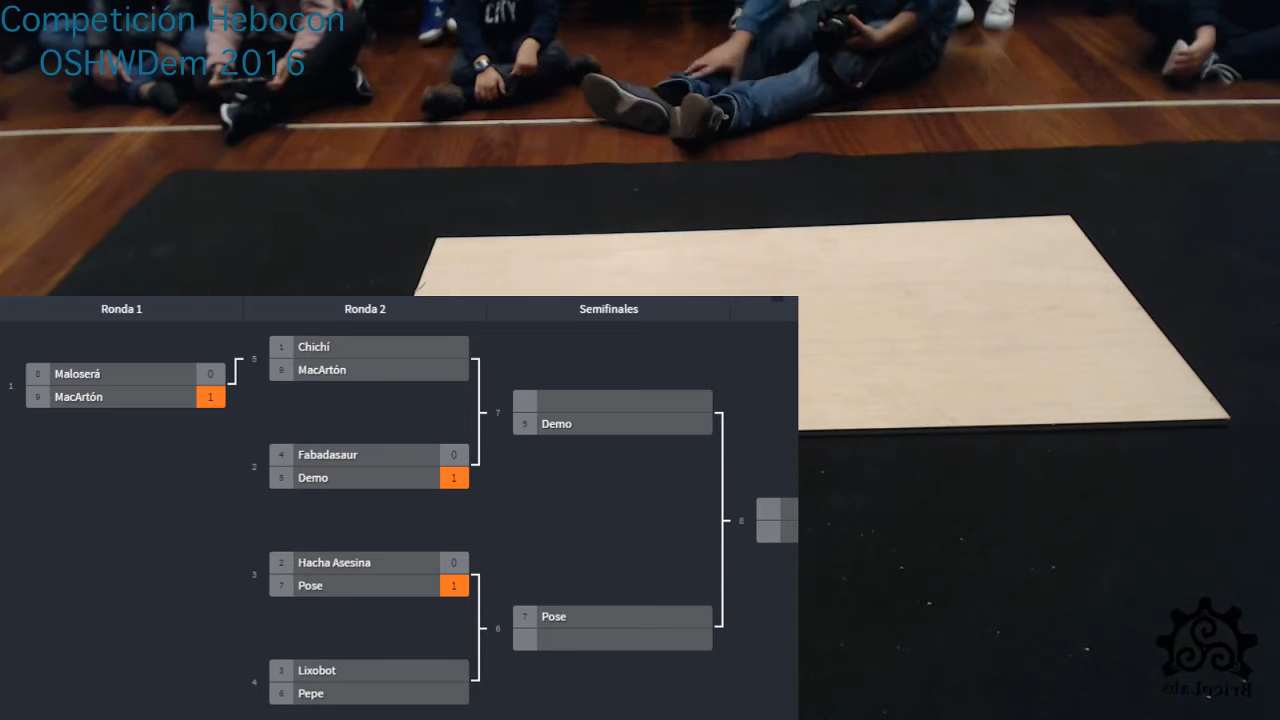 Competición Hebocon
OSHWDem 2016
CITY
Ronda 1
Ronda 2
Semifinales
1
8 Maloserá 0
9 MacArtón 1
5
1 Chichí
9 MacArtón
2
4 Fabadasaur 0
5 Demo 1
3
2 Hacha Asesina 0
7 Pose 1
4
3 Lixobot
6 Pepe
7
5 Demo
6
7 Pose
8
BricoLabs